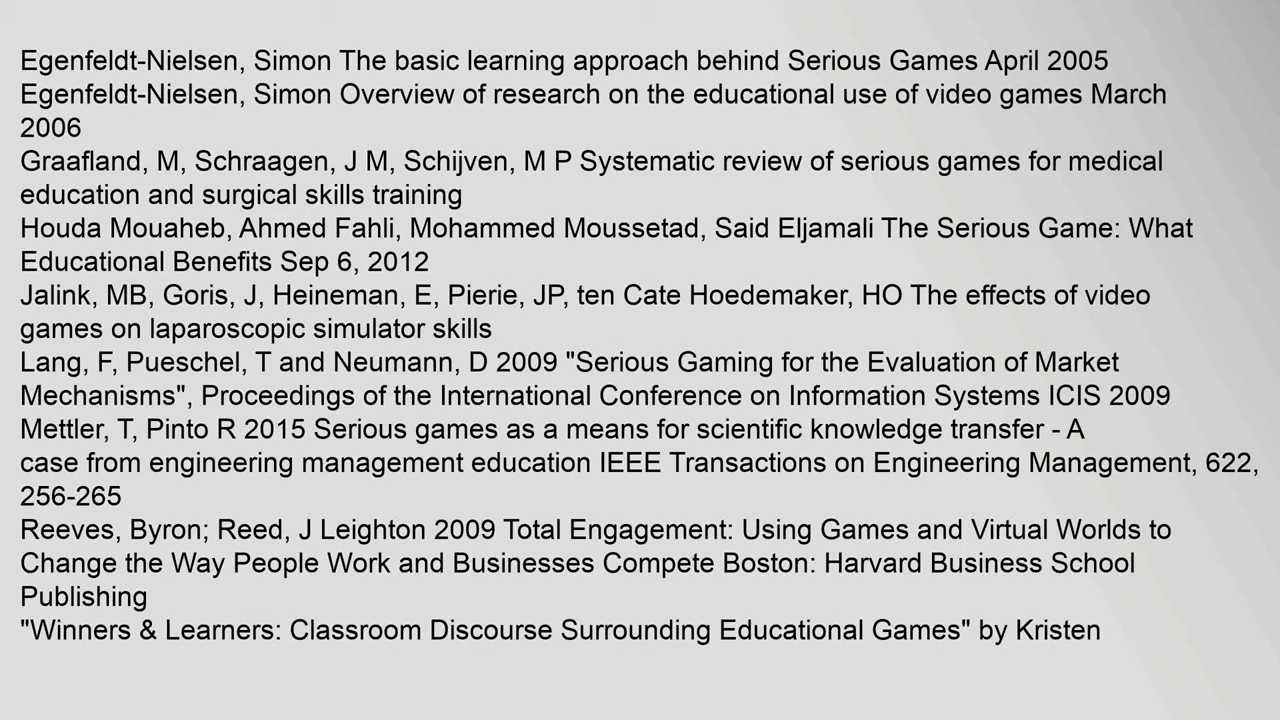 Egenfeldt-Nielsen, Simon The basic learning approach behind Serious Games April 2005
Egenfeldt-Nielsen, Simon Overview of research on the educational use of video games March
2006
Graafland, M, Schraagen, J M, Schijven, M P Systematic review of serious games for medical
education and surgical skills training
Houda Mouaheb, Ahmed Fahli, Mohammed Moussetad, Said Eljamali The Serious Game: What
Educational Benefits Sep 6, 2012
Jalink, MB, Goris, J, Heineman, E, Pierie, JP, ten Cate Hoedemaker, HO The effects of video
games on laparoscopic simulator skills
Lang, F, Pueschel, T and Neumann, D 2009 "Serious Gaming for the Evaluation of Market
Mechanisms", Proceedings of the International Conference on Information Systems ICIS 2009
Mettler, T, Pinto R 2015 Serious games as a means for scientific knowledge transfer - A
case from engineering management education IEEE Transactions on Engineering Management, 622,
256-265
Reeves, Byron; Reed, J Leighton 2009 Total Engagement: Using Games and Virtual Worlds to
Change the Way People Work and Businesses Compete Boston: Harvard Business School
Publishing
"Winners & Learners: Classroom Discourse Surrounding Educational Games" by Kristen